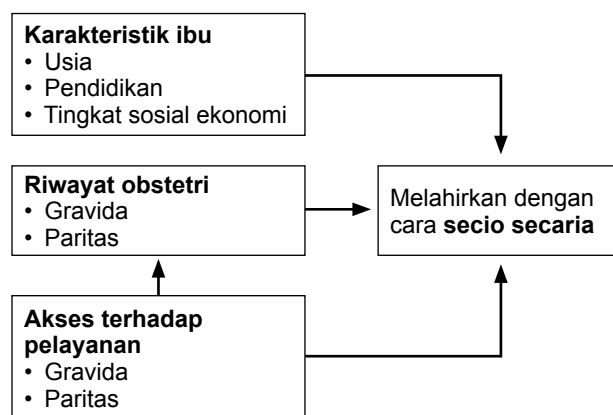 Karakteristik ibu
• Usia
• Pendidikan
• Tingkat sosial ekonomi
Riwayat obstetri
• Gravida
• Paritas
Melahirkan dengan
cara secio secaria
Akses terhadap
pelayanan
• Gravida
• Paritas